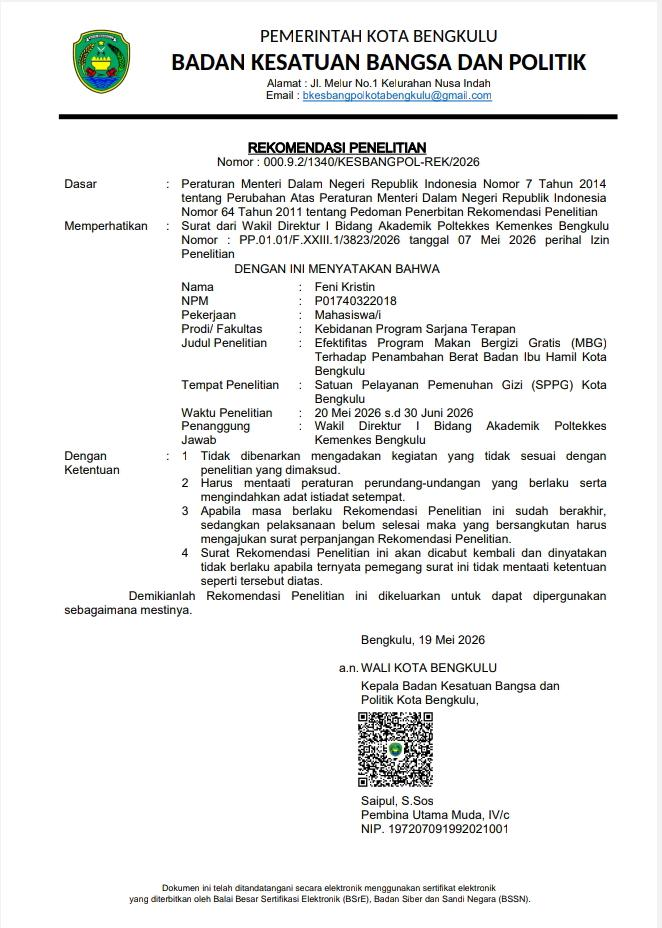 PEMERINTAH KOTA BENGKULU
BADAN KESATUAN BANGSA DAN POLITIK
Alamat : Jl. Melur No.1 Kelurahan Nusa Indah
Email : bkesbangpolkotabengkulu@gmail.com
REKOMENDASI PENELITIAN
Nomor : 000.9.2/1340/KESBANGPOL-REK/2026
Dasar : Peraturan Menteri Dalam Negeri Republik Indonesia Nomor 7 Tahun 2014
tentang Perubahan Atas Peraturan Menteri Dalam Negeri Republik Indonesia
Nomor 64 Tahun 2011 tentang Pedoman Penerbitan Rekomendasi Penelitian
Memperhatikan : Surat dari Wakil Direktur I Bidang Akademik Poltekkes Kemenkes Bengkulu
Nomor : PP.01.01/F.XXIII.1/3823/2026 tanggal 07 Mei 2026 perihal Izin
Penelitian
DENGAN INI MENYATAKAN BAHWA
Nama : Feni Kristin
NPM : P01740322018
Pekerjaan : Mahasiswa/i
Prodi/ Fakultas : Kebidanan Program Sarjana Terapan
Judul Penelitian : Efektifitas Program Makan Bergizi Gratis (MBG)
Terhadap Penambahan Berat Badan Ibu Hamil Kota
Bengkulu
Tempat Penelitian : Satuan Pelayanan Pemenuhan Gizi (SPPG) Kota
Bengkulu
Waktu Penelitian : 20 Mei 2026 s.d 30 Juni 2026
Penanggung : Wakil Direktur I Bidang Akademik Poltekkes
Jawab Kemenkes Bengkulu
Dengan : 1 Tidak dibenarkan mengadakan kegiatan yang tidak sesuai dengan
Ketentuan penelitian yang dimaksud.
2 Harus mentaati peraturan perundang-undangan yang berlaku serta
mengindahkan adat istiadat setempat.
3 Apabila masa berlaku Rekomendasi Penelitian ini sudah berakhir,
sedangkan pelaksanaan belum selesai maka yang bersangkutan harus
mengajukan surat perpanjangan Rekomendasi Penelitian.
4 Surat Rekomendasi Penelitian ini akan dicabut kembali dan dinyatakan
tidak berlaku apabila ternyata pemegang surat ini tidak mentaati ketentuan
seperti tersebut diatas.
Demikianlah Rekomendasi Penelitian ini dikeluarkan untuk dapat dipergunakan
sebagaimana mestinya.
Bengkulu, 19 Mei 2026
a.n. WALI KOTA BENGKULU
Kepala Badan Kesatuan Bangsa dan
Politik Kota Bengkulu,
Saipul, S.Sos
Pembina Utama Muda, IV/c
NIP. 197207091992021001
Dokumen ini telah ditandatangani secara elektronik menggunakan sertifikat elektronik
yang diterbitkan oleh Balai Besar Sertifikasi Elektronik (BSrE), Badan Siber dan Sandi Negara (BSSN).